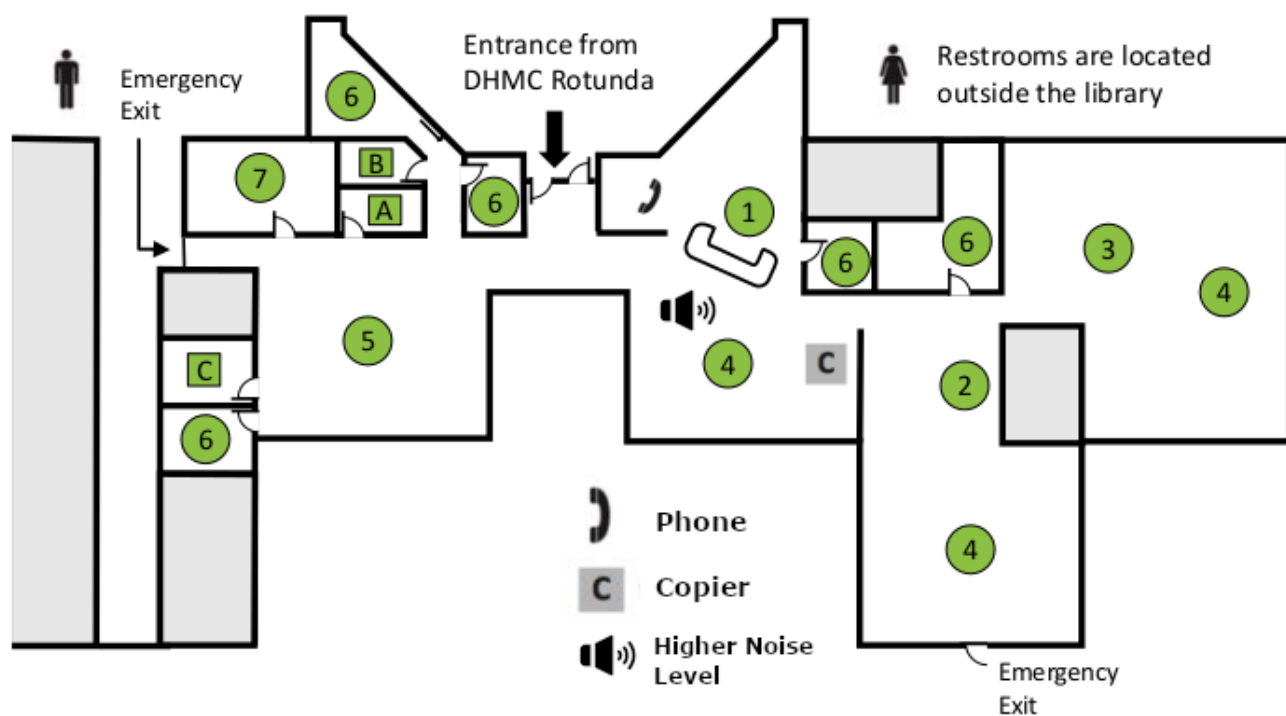 Entrance from
DHMC Rotunda
Restrooms are located
outside the library
Emergency
Exit
6
B
7
A
6
1
6
6
3
4
5
4
C
2
C
6
4
Phone
C
Copier
Higher Noise
Level
Emergency
Exit